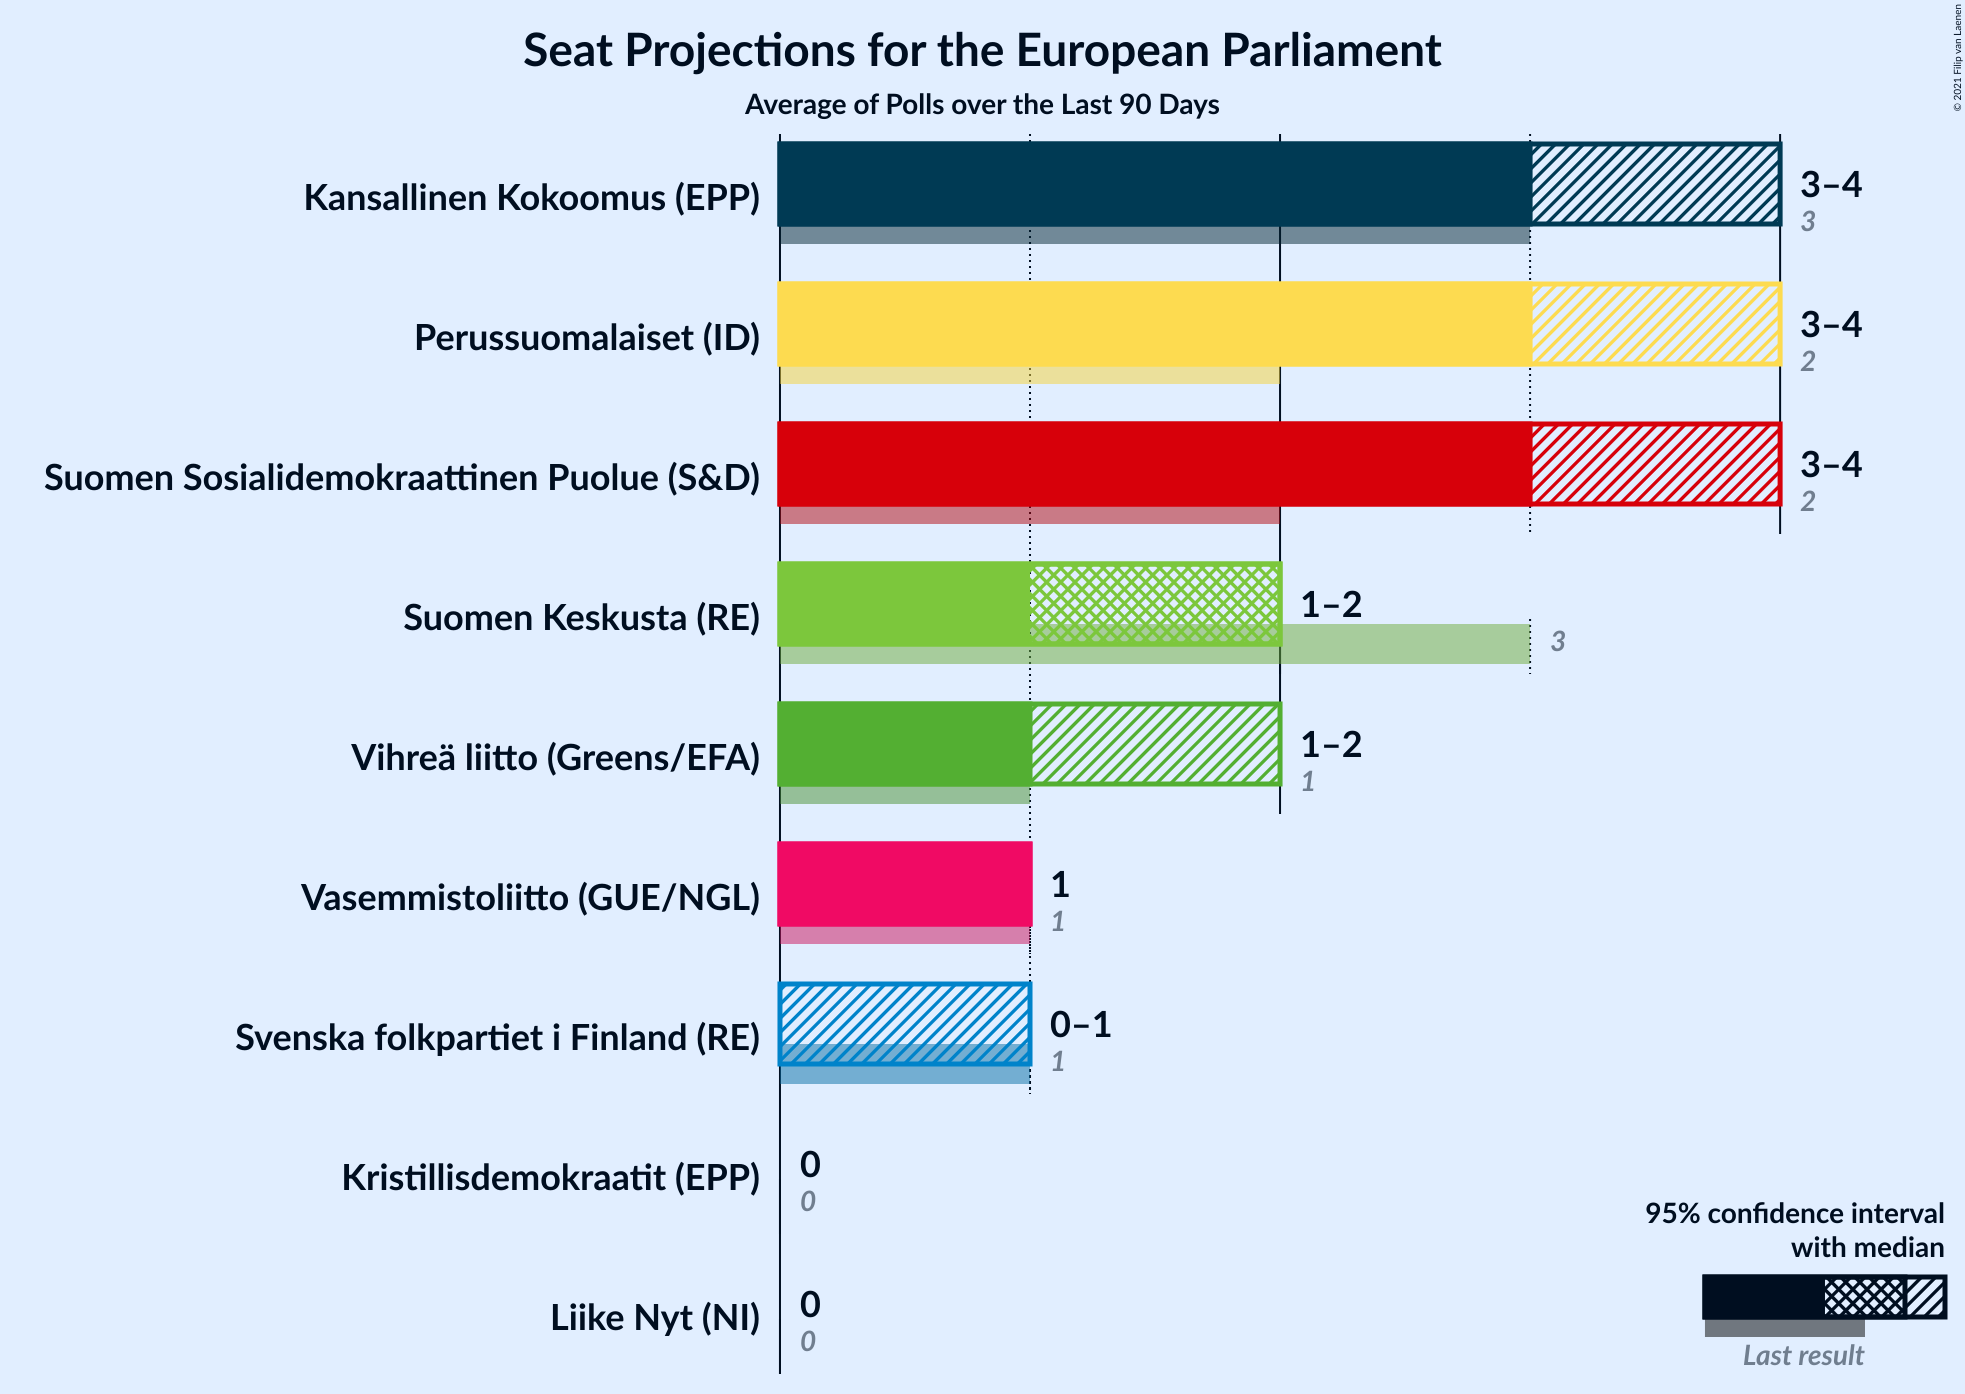 Seat Projections for the European Parliament
Average of Polls over the Last 90 Days
© 2021 Filip van Laenen
Kansallinen Kokoomus (EPP)
3–4
3
Perussuomalaiset (ID)
3–4
2
Suomen Sosialidemokraattinen Puolue (S&D)
3–4
2
Suomen Keskusta (RE)
1–2
3
Vihreä liitto (Greens/EFA)
1–2
1
Vasemmistoliitto (GUE/NGL)
1
1
Svenska folkpartiet i Finland (RE)
0–1
1
Kristillisdemokraatit (EPP)
0
0
Liike Nyt (NI)
0
0
95% confidence interval
with median
Last result